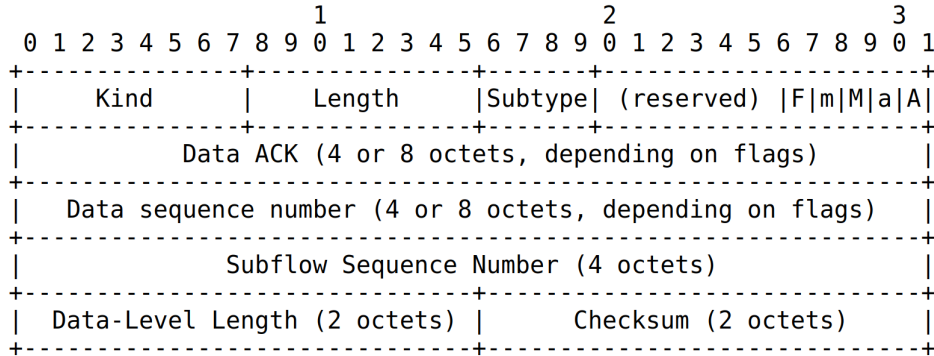 1                   2                   3
 0 1 2 3 4 5 6 7 8 9 0 1 2 3 4 5 6 7 8 9 0 1 2 3 4 5 6 7 8 9 0 1
+---------------+---------------+-------+----------------------+
|     Kind      |    Length     |Subtype| (reserved) |F|m|M|a|A|
+---------------+---------------+-------+----------------------+
|           Data ACK (4 or 8 octets, depending on flags)       |
+--------------------------------------------------------------+
|   Data sequence number (4 or 8 octets, depending on flags)   |
+--------------------------------------------------------------+
|              Subflow Sequence Number (4 octets)              |
+-------------------------------+------------------------------+
|  Data-Level Length (2 octets) |      Checksum (2 octets)     |
+-------------------------------+------------------------------+